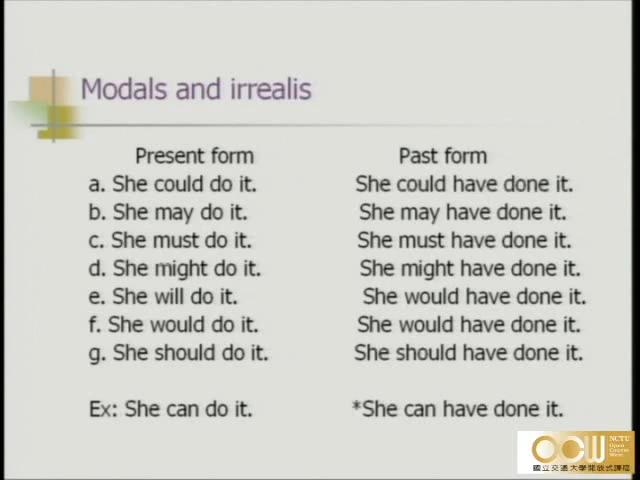 Modals and irrealis
Present form Past form
a. She could do it. She could have done it.
b. She may do it. She may have done it.
c. She must do it. She must have done it.
d. She might do it. She might have done it.
e. She will do it. She would have done it.
f. She would do it. She would have done it.
g. She should do it. She should have done it.
Ex: She can do it. *She can have done it.
OCW
NCTU
Open
Course
Ware
國立交通大學開放式課程